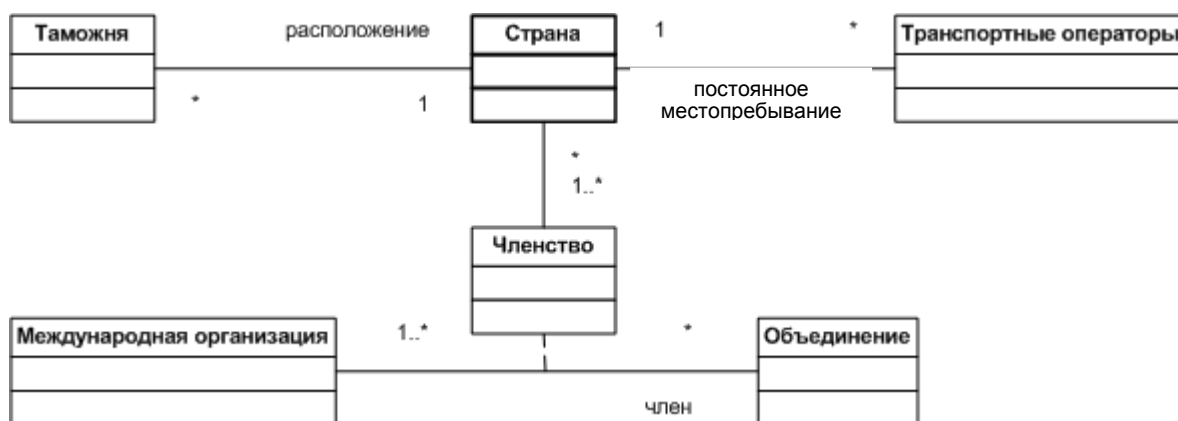 Таможня
расположение
Страна
1
*
Транспортные операторы
*
1
постоянное
местопребывание
*
1..*
Членство
Международная организация
1..*
*
Объединение
член